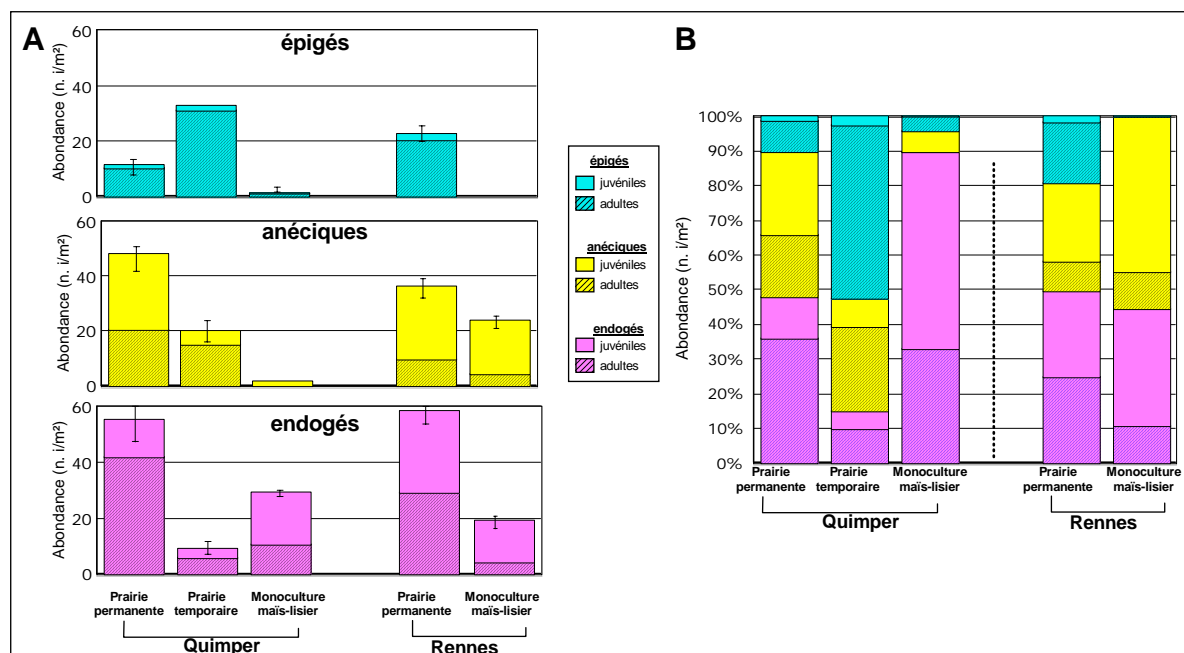 A
épigés
Abondance (n. i/m²)
60
40
20
0
anéciques
Abondance (n. i/m²)
60
40
20
0
endogés
Abondance (n. i/m²)
60
40
20
0
Prairie permanente
Prairie temporaire
Monoculture maïs-lisier
Prairie permanente
Monoculture maïs-lisier
Quimper
Rennes
épigés
juvéniles
adultes
anéciques
juvéniles
adultes
endogés
juvéniles
adultes
B
Abondance (n. i/m²)
100%
90%
80%
70%
60%
50%
40%
30%
20%
10%
0%
Prairie permanente
Prairie temporaire
Monoculture maïs-lisier
Prairie permanente
Monoculture maïs-lisier
Quimper
Rennes